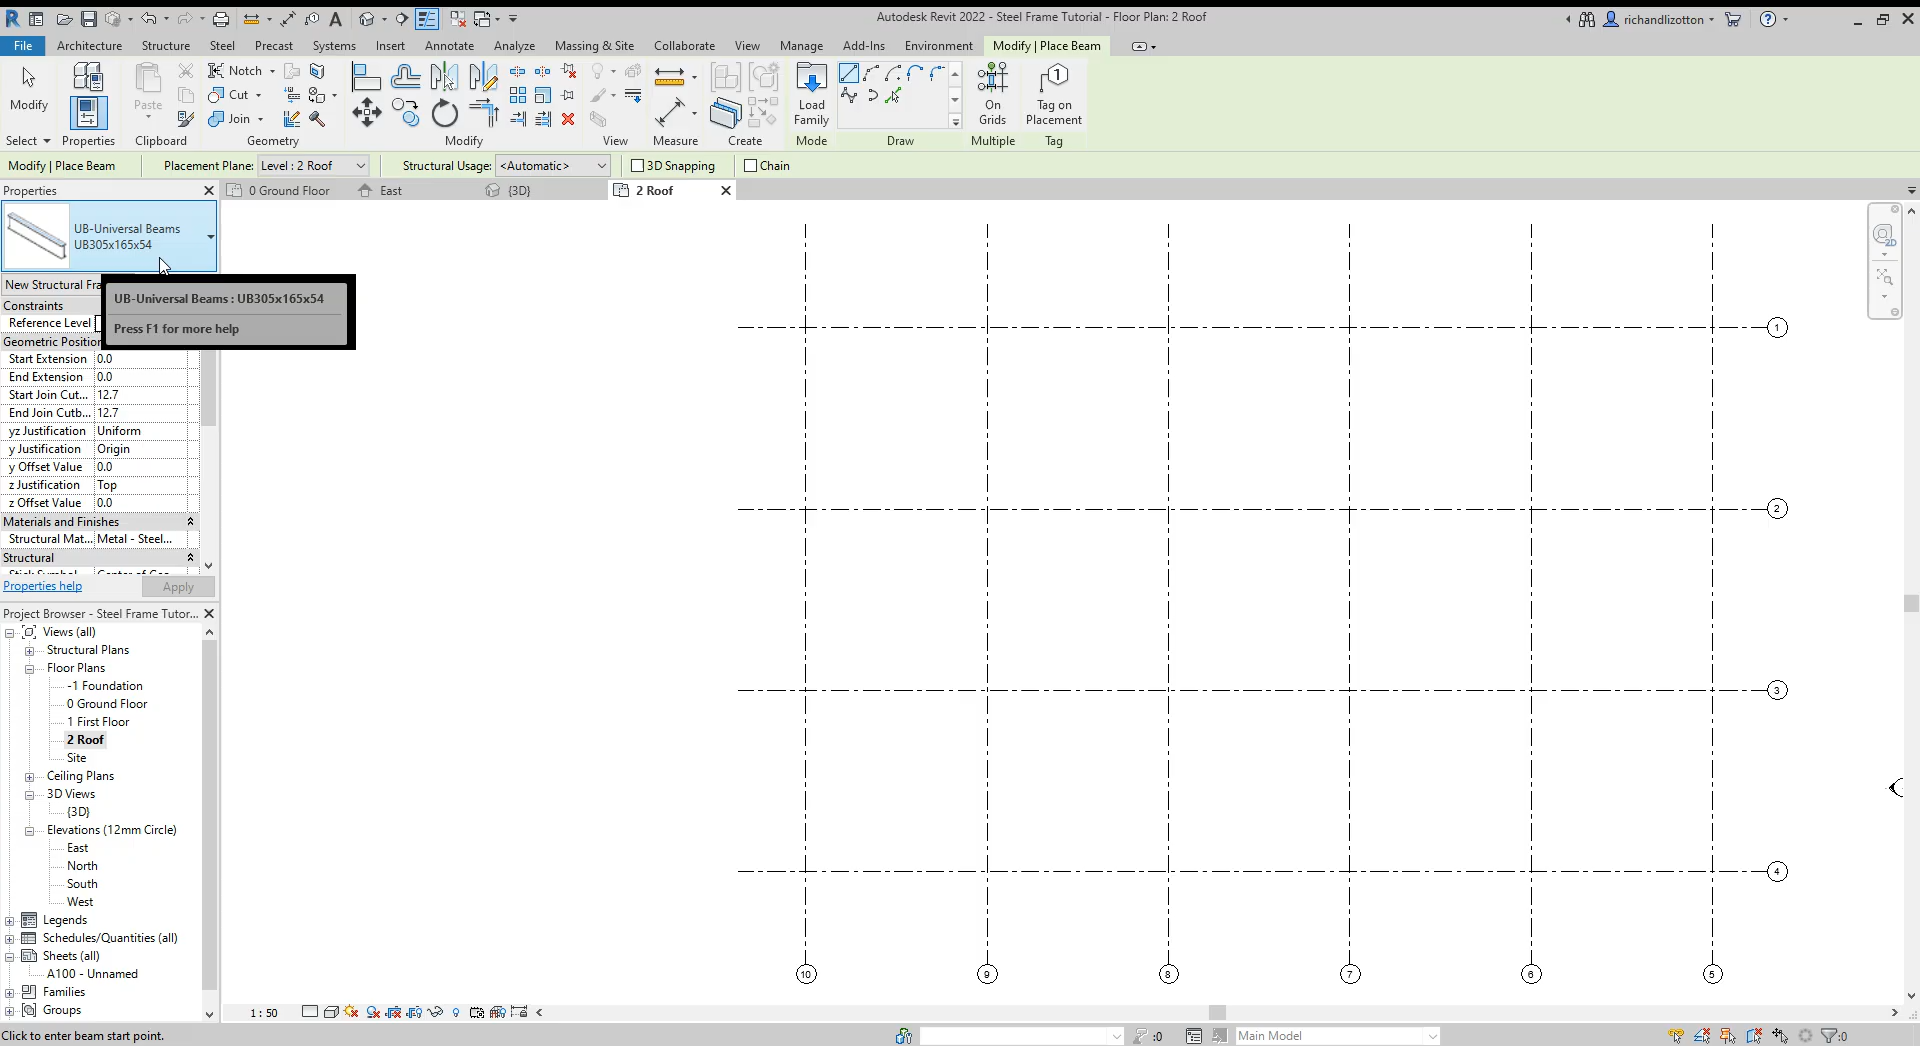 Autodesk Revit 2022 - Steel Frame Tutorial - Floor Plan: 2 Roof
richandlizotton
File Architecture Structure Steel Precast Systems Insert Annotate Analyze Massing & Site Collaborate View Manage Add-Ins Environment Modify | Place Beam
Modify
Paste
Notch
Cut
Join
Load Family
On Grids
Tag on Placement
Select Properties Clipboard Geometry Modify View Measure Create Mode Draw Multiple Tag
Modify | Place Beam Placement Plane: Level : 2 Roof Structural Usage: <Automatic> 3D Snapping Chain
Properties
0 Ground Floor East {3D} 2 Roof
UB-Universal Beams
UB305x165x54
2D
New Structural Fra
UB-Universal Beams : UB305x165x54
Press F1 for more help
Constraints
Reference Level
Geometric Position
Start Extension 0.0
End Extension 0.0
Start Join Cut... 12.7
End Join Cutb... 12.7
yz Justification Uniform
y Justification Origin
y Offset Value 0.0
z Justification Top
z Offset Value 0.0
Materials and Finishes
Structural Mat... Metal - Steel...
Structural
Properties help Apply
Project Browser - Steel Frame Tutor...
Views (all)
Structural Plans
Floor Plans
-1 Foundation
0 Ground Floor
1 First Floor
2 Roof
Site
Ceiling Plans
3D Views
{3D}
Elevations (12mm Circle)
East
North
South
West
Legends
Schedules/Quantities (all)
Sheets (all)
A100 - Unnamed
Families
Groups
1
2
3
4
10 9 8 7 6 5
1 : 50
Click to enter beam start point.
:0
Main Model
:0